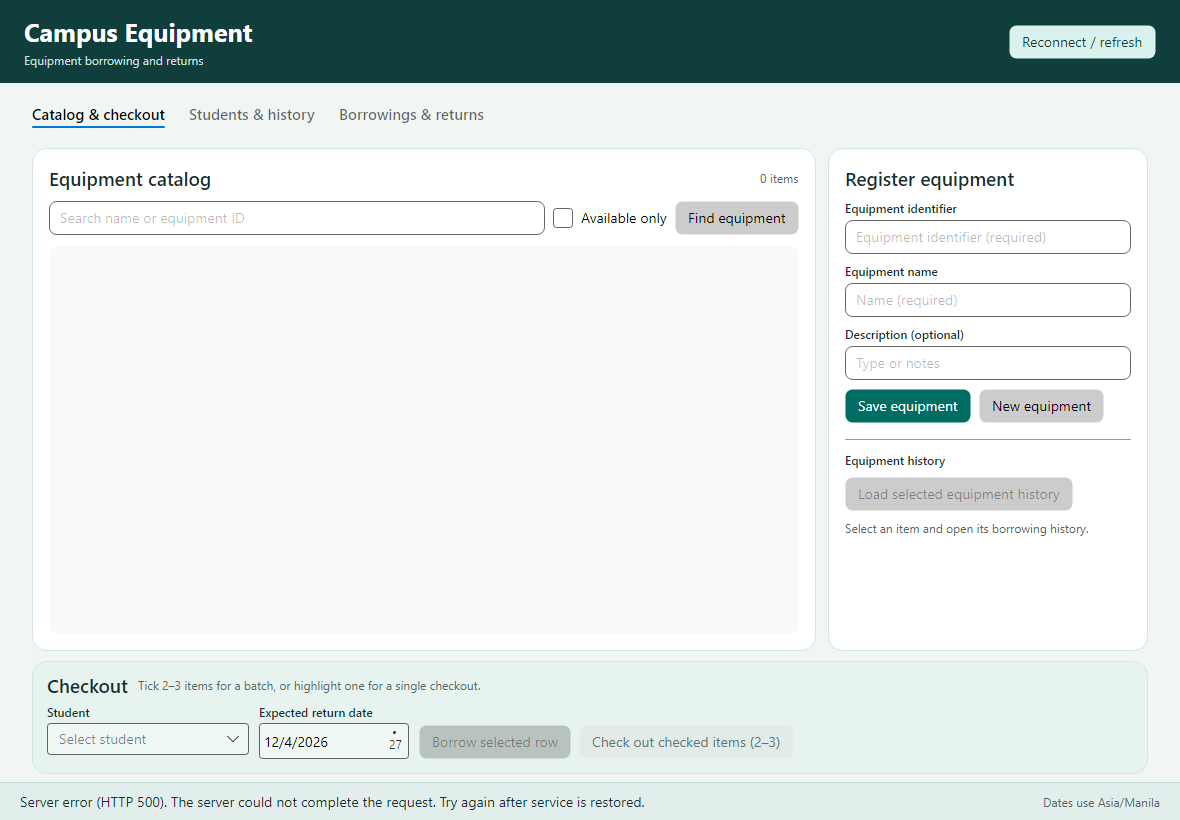 Campus Equipment
Equipment borrowing and returns
Reconnect / refresh
Catalog & checkout
Students & history
Borrowings & returns
Equipment catalog
0 items
Search name or equipment ID
Available only
Find equipment
Register equipment
Equipment identifier
Equipment identifier (required)
Equipment name
Name (required)
Description (optional)
Type or notes
Save equipment
New equipment
Equipment history
Load selected equipment history
Select an item and open its borrowing history.
Checkout
Tick 2–3 items for a batch, or highlight one for a single checkout.
Student
Select student
Expected return date
12/4/2026
27
Borrow selected row
Check out checked items (2–3)
Server error (HTTP 500). The server could not complete the request. Try again after service is restored.
Dates use Asia/Manila